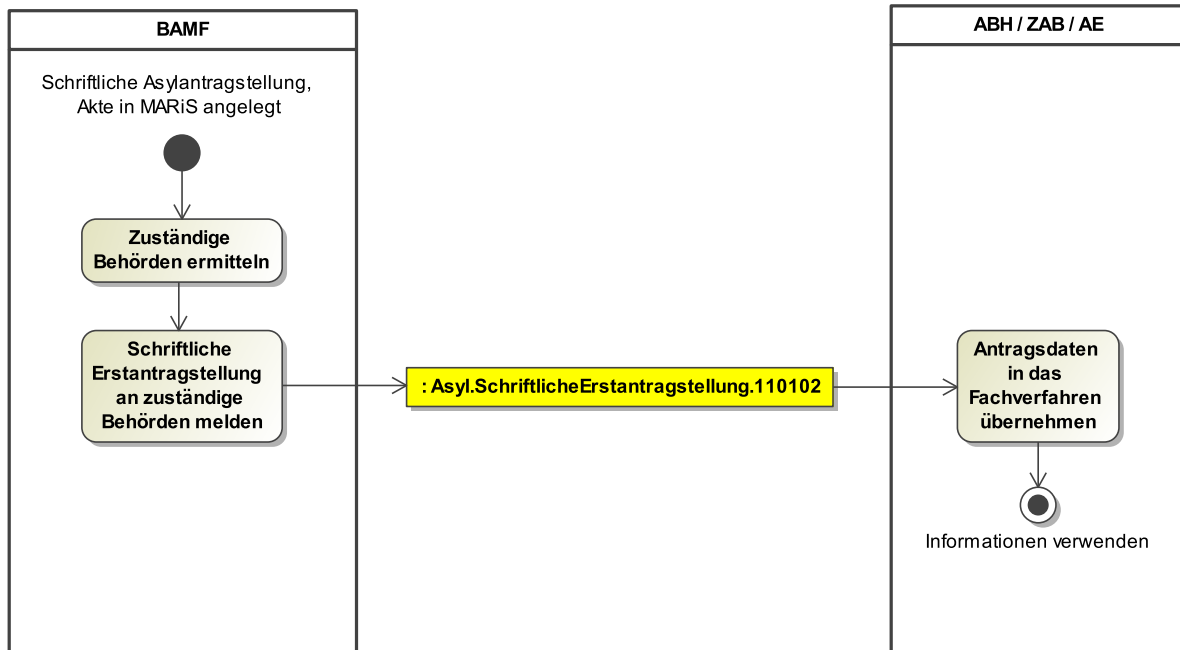 BAMF
Schriftliche Asylantragstellung,
Akte in MARiS angelegt
Zuständige
Behörden ermitteln
Schriftliche
Erstantragstellung
an zuständige
Behörden melden
: Asyl.SchriftlicheErstantragstellung.110102
ABH / ZAB / AE
Antragsdaten
in das
Fachverfahren
übernehmen
Informationen verwenden